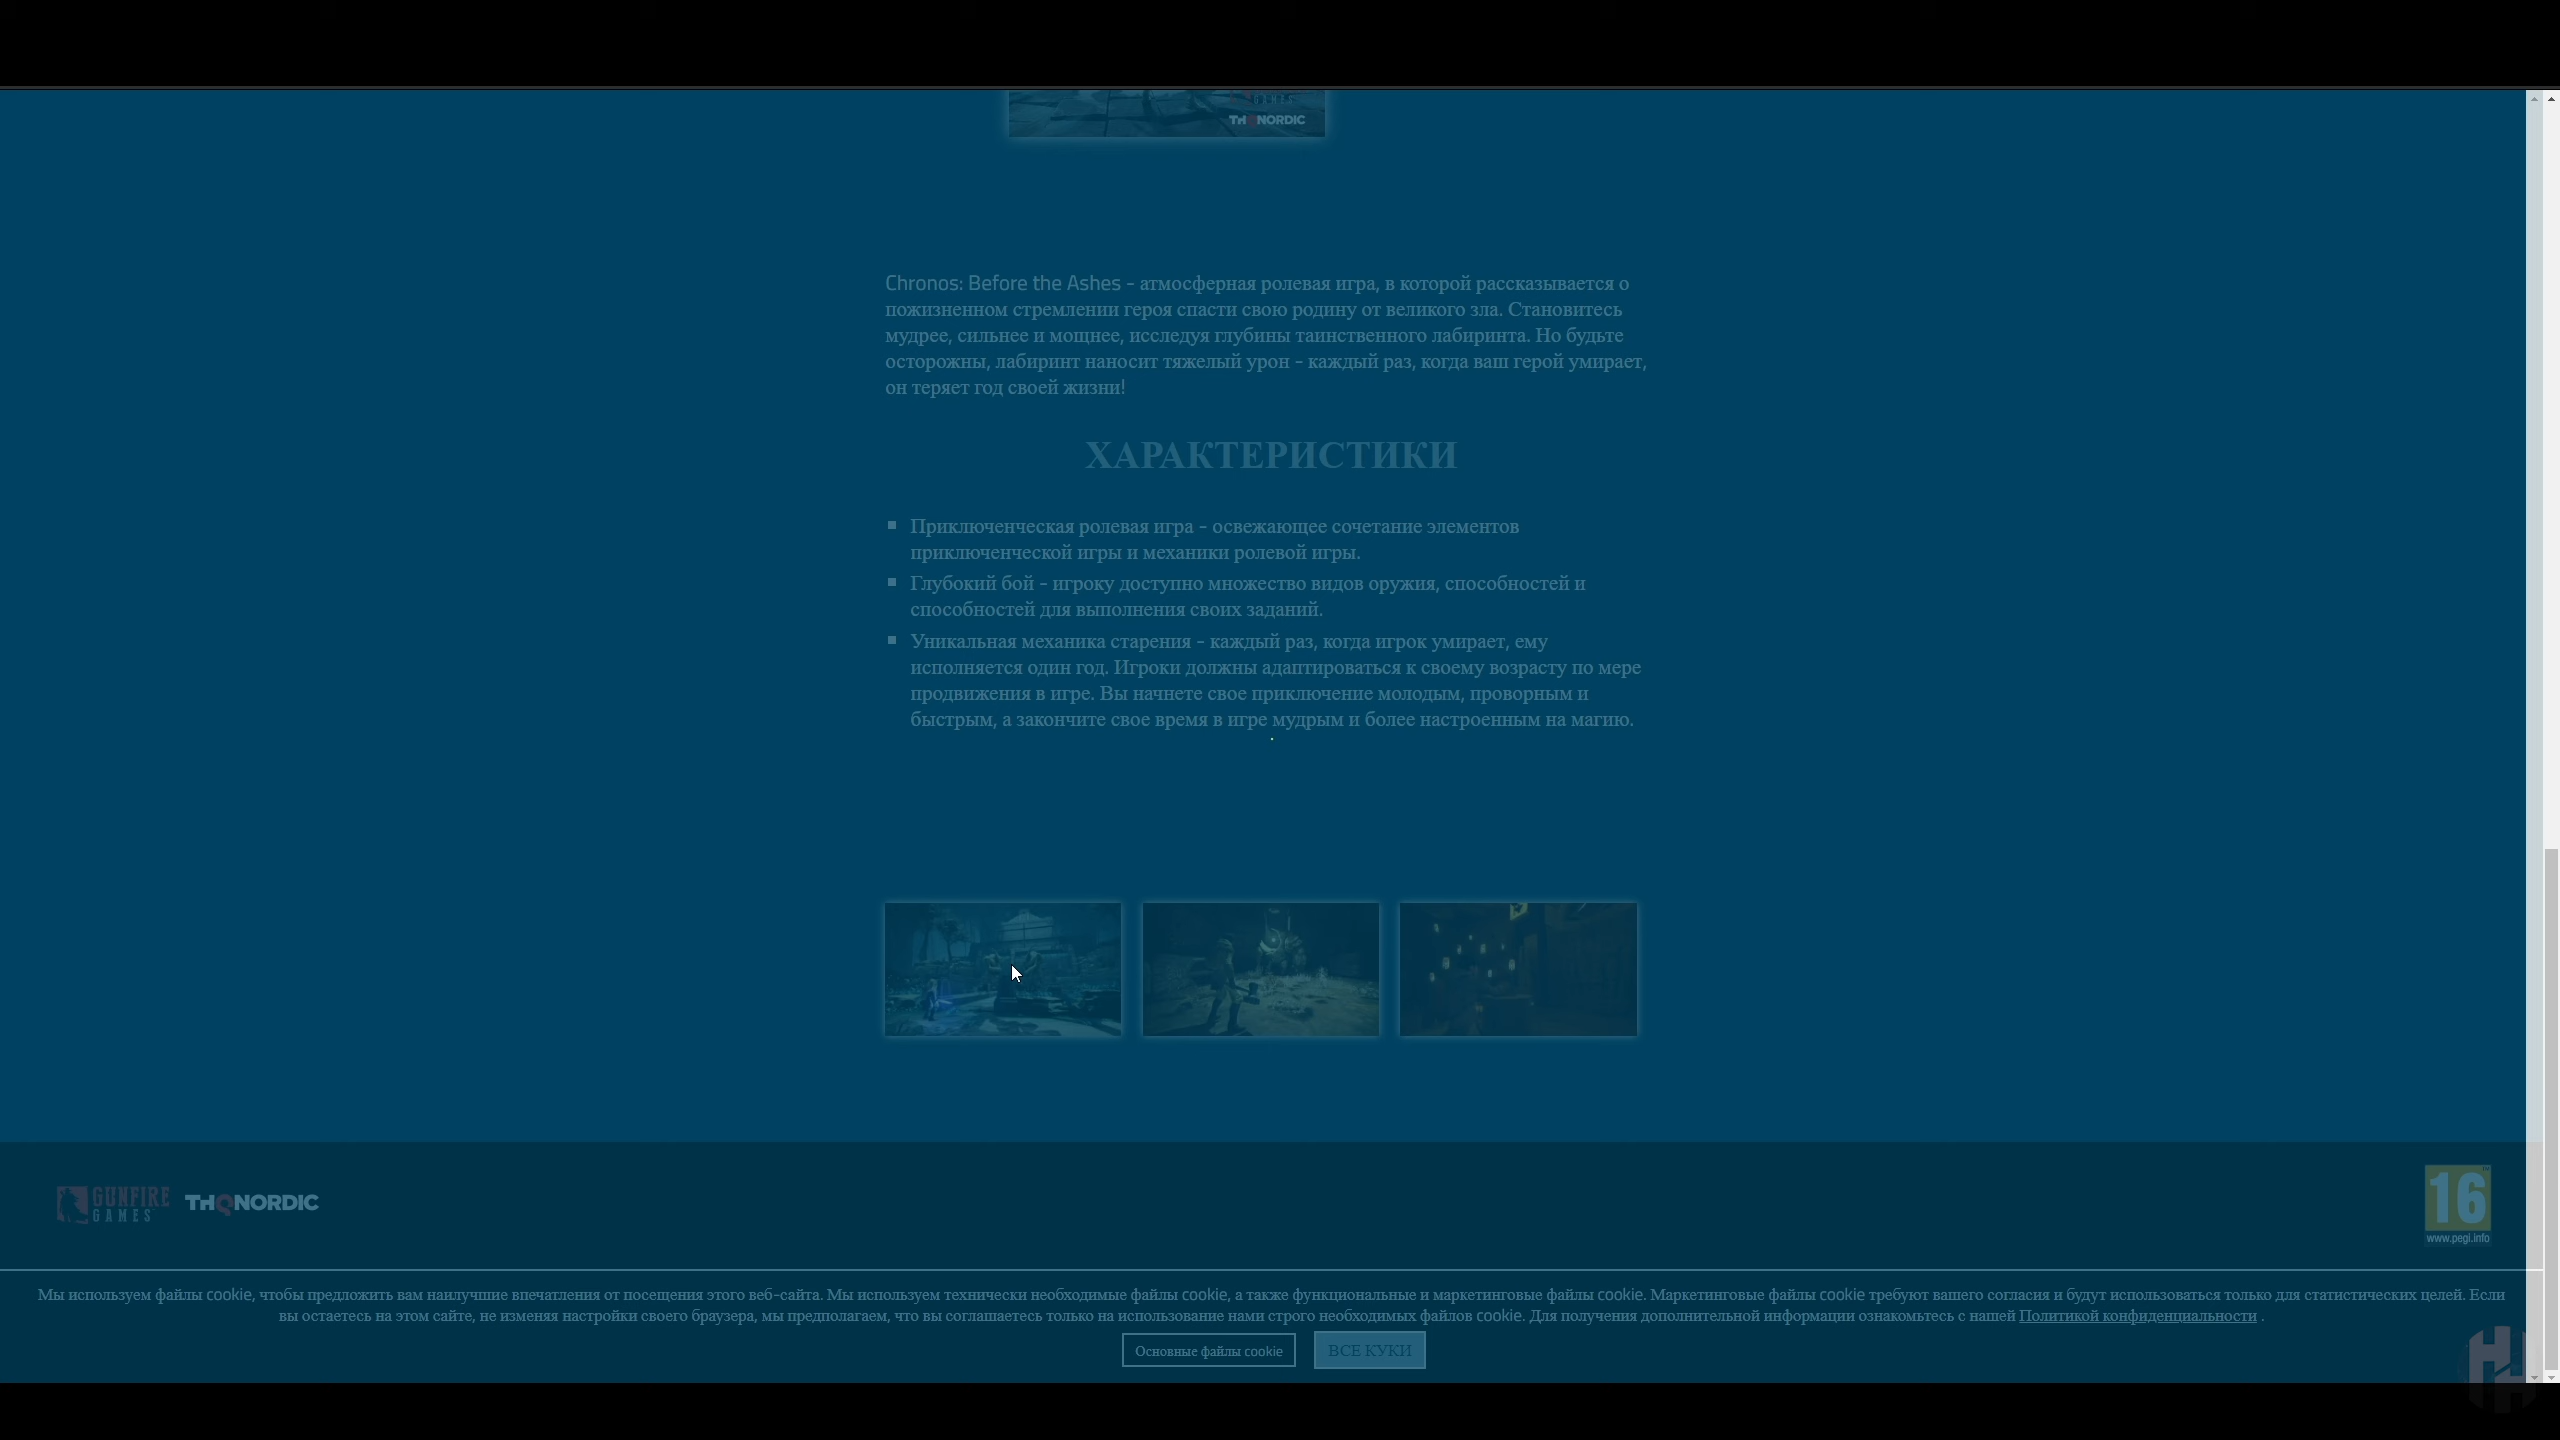 GAMES
THQNORDIC
Chronos: Before the Ashes - атмосферная ролевая игра, в которой рассказывается о
пожизненном стремлении героя спасти свою родину от великого зла. Становитесь
мудрее, сильнее и мощнее, исследуя глубины таинственного лабиринта. Но будьте
осторожны, лабиринт наносит тяжелый урон - каждый раз, когда ваш герой умирает,
он теряет год своей жизни!
ХАРАКТЕРИСТИКИ
Приключенческая ролевая игра - освежающее сочетание элементов
приключенческой игры и механики ролевой игры.
Глубокий бой - игроку доступно множество видов оружия, способностей и
способностей для выполнения своих заданий.
Уникальная механика старения - каждый раз, когда игрок умирает, ему
исполняется один год. Игроки должны адаптироваться к своему возрасту по мере
продвижения в игре. Вы начнете свое приключение молодым, проворным и
быстрым, а закончите свое время в игре мудрым и более настроенным на магию.
GUNFIRE
GAMES
THQNORDIC
16
www.pegi.info
Мы используем файлы cookie, чтобы предложить вам наилучшие впечатления от посещения этого веб-сайта. Мы используем технически необходимые файлы cookie, а также функциональные и маркетинговые файлы cookie. Маркетинговые файлы cookie требуют вашего согласия и будут использоваться только для статистических целей. Если
вы остаетесь на этом сайте, не изменяя настройки своего браузера, мы предполагаем, что вы соглашаетесь только на использование нами строго необходимых файлов cookie. Для получения дополнительной информации ознакомьтесь с нашей Политикой конфиденциальности .
Основные файлы cookie
ВСЕ КУКИ